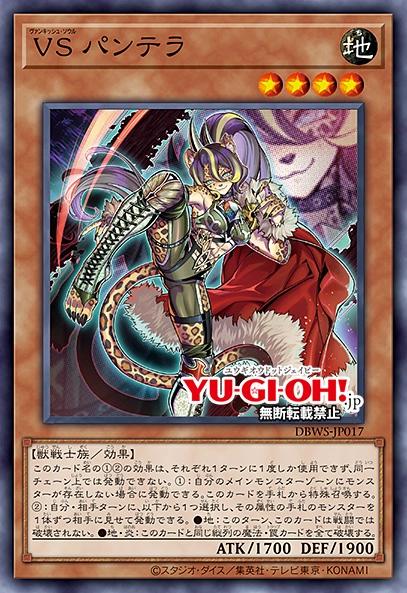 ヴァンキッシュ・ソウル
VS パンテラ
地
ユウギオウドットジェイピー
YU-GI-OH!.jp
無断転載禁止
DBWS-JP017
【獣戦士族／効果】
このカード名の①②の効果は、それぞれ1ターンに1度しか使用できず、同一
チェーン上では発動できない。①：自分のメインモンスターゾーンにモンス
ターが存在しない場合に発動できる。このカードを手札から特殊召喚する。
②：自分・相手ターンに、以下から1つ選択し、その属性の手札のモンスターを
1体ずつ相手に見せて発動できる。●地：このターン、このカードは戦闘では
破壊されない。●地・炎：このカードと同じ縦列の魔法・罠カードを全て破壊する。
ATK/1700 DEF/1900
©スタジオ・ダイス／集英社・テレビ東京・KONAMI